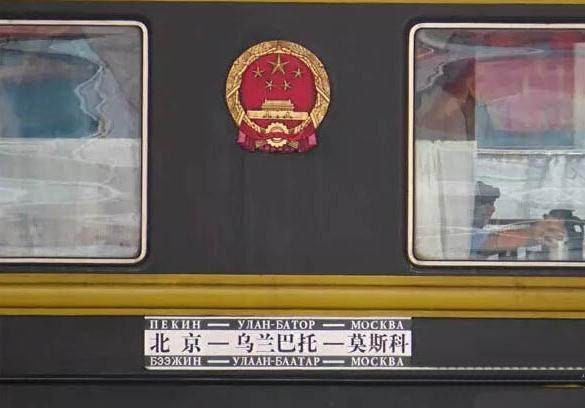 ПЕКИН — УЛАН-БАТОР — МОСКВА
北京—乌兰巴托—莫斯科
БЭЭЖИН — УЛААН-БААТАР — МОСКВА